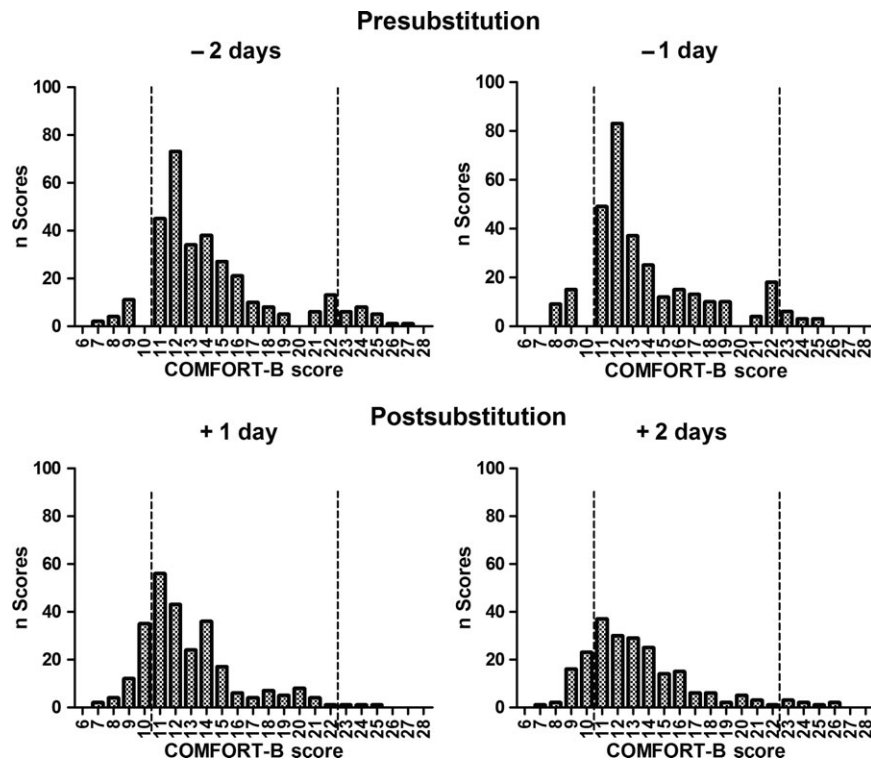 Presubstitution
– 2 days
– 1 day
100
80
60
40
20
0
n Scores
6 7 8 9 10 11 12 13 14 15 16 17 18 19 20 21 22 23 24 25 26 27 28
COMFORT-B score
100
80
60
40
20
0
n Scores
6 7 8 9 10 11 12 13 14 15 16 17 18 19 20 21 22 23 24 25 26 27 28
COMFORT-B score
Postsubstitution
+ 1 day
+ 2 days
100
80
60
40
20
0
n Scores
6 7 8 9 10 11 12 13 14 15 16 17 18 19 20 21 22 23 24 25 26 27 28
COMFORT-B score
100
80
60
40
20
0
n Scores
6 7 8 9 10 11 12 13 14 15 16 17 18 19 20 21 22 23 24 25 26 27 28
COMFORT-B score